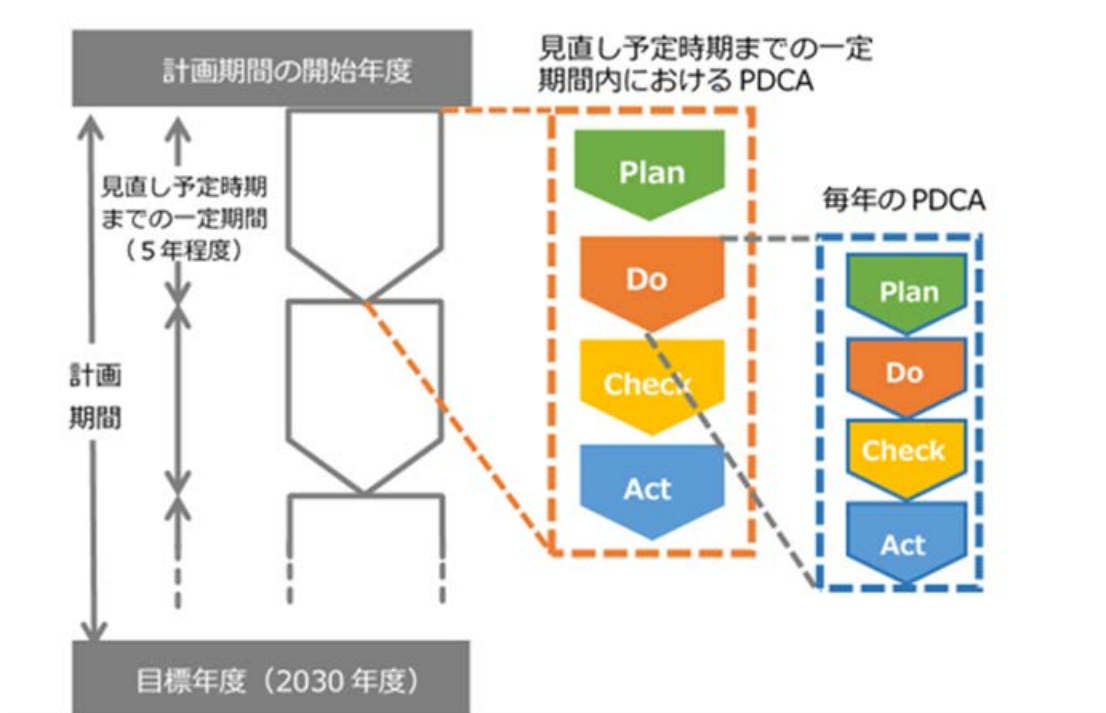 計画期間の開始年度
見直し予定時期までの一定
期間内における PDCA
見直し予定時期
までの一定期間
（５年程度）
計画
期間
Plan
Do
Check
Act
毎年の PDCA
Plan
Do
Check
Act
目標年度（2030 年度）